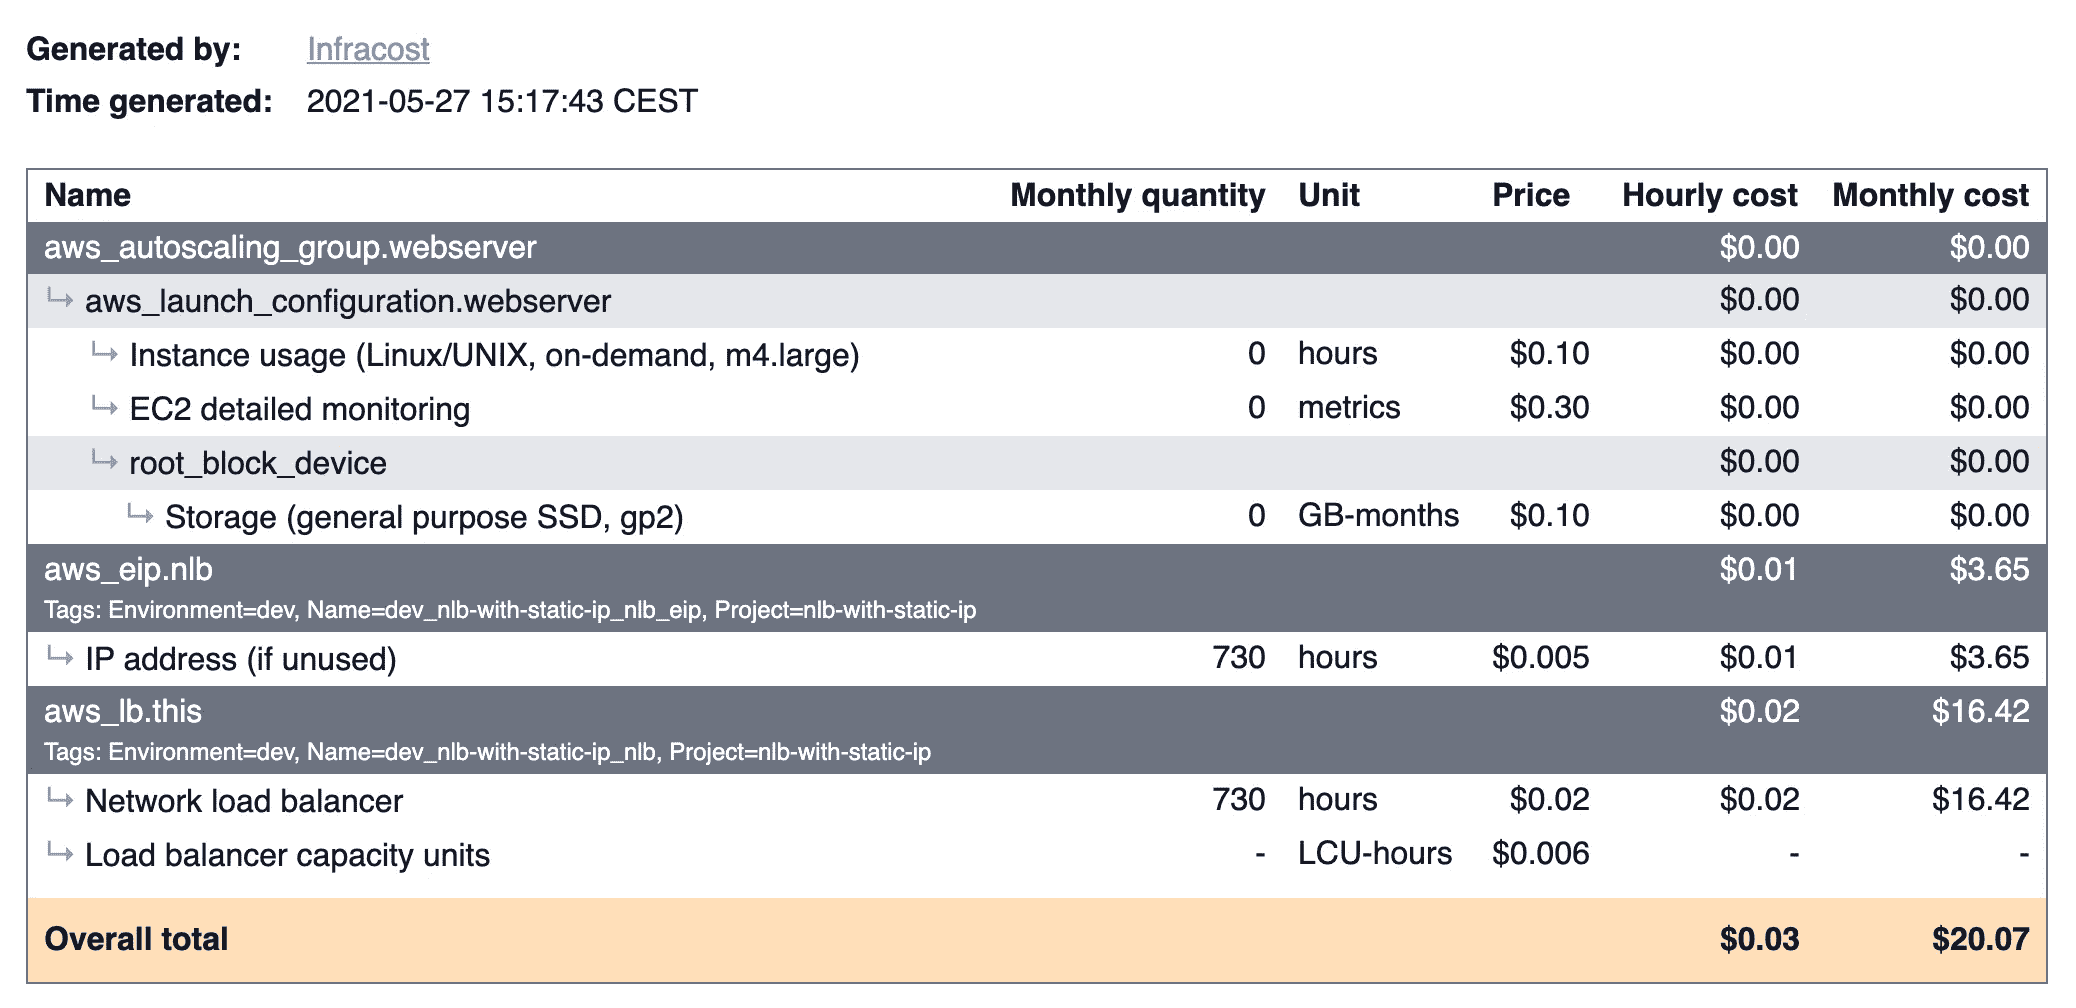 Generated by: Infracost
Time generated: 2021-05-27 15:17:43 CEST
Name Monthly quantity Unit Price Hourly cost Monthly cost
aws_autoscaling_group.webserver $0.00 $0.00
aws_launch_configuration.webserver $0.00 $0.00
Instance usage (Linux/UNIX, on-demand, m4.large) 0 hours $0.10 $0.00 $0.00
EC2 detailed monitoring 0 metrics $0.30 $0.00 $0.00
root_block_device $0.00 $0.00
Storage (general purpose SSD, gp2) 0 GB-months $0.10 $0.00 $0.00
aws_eip.nlb $0.01 $3.65
Tags: Environment=dev, Name=dev_nlb-with-static-ip_nlb_eip, Project=nlb-with-static-ip
IP address (if unused) 730 hours $0.005 $0.01 $3.65
aws_lb.this $0.02 $16.42
Tags: Environment=dev, Name=dev_nlb-with-static-ip_nlb, Project=nlb-with-static-ip
Network load balancer 730 hours $0.02 $0.02 $16.42
Load balancer capacity units - LCU-hours $0.006 - -
Overall total $0.03 $20.07